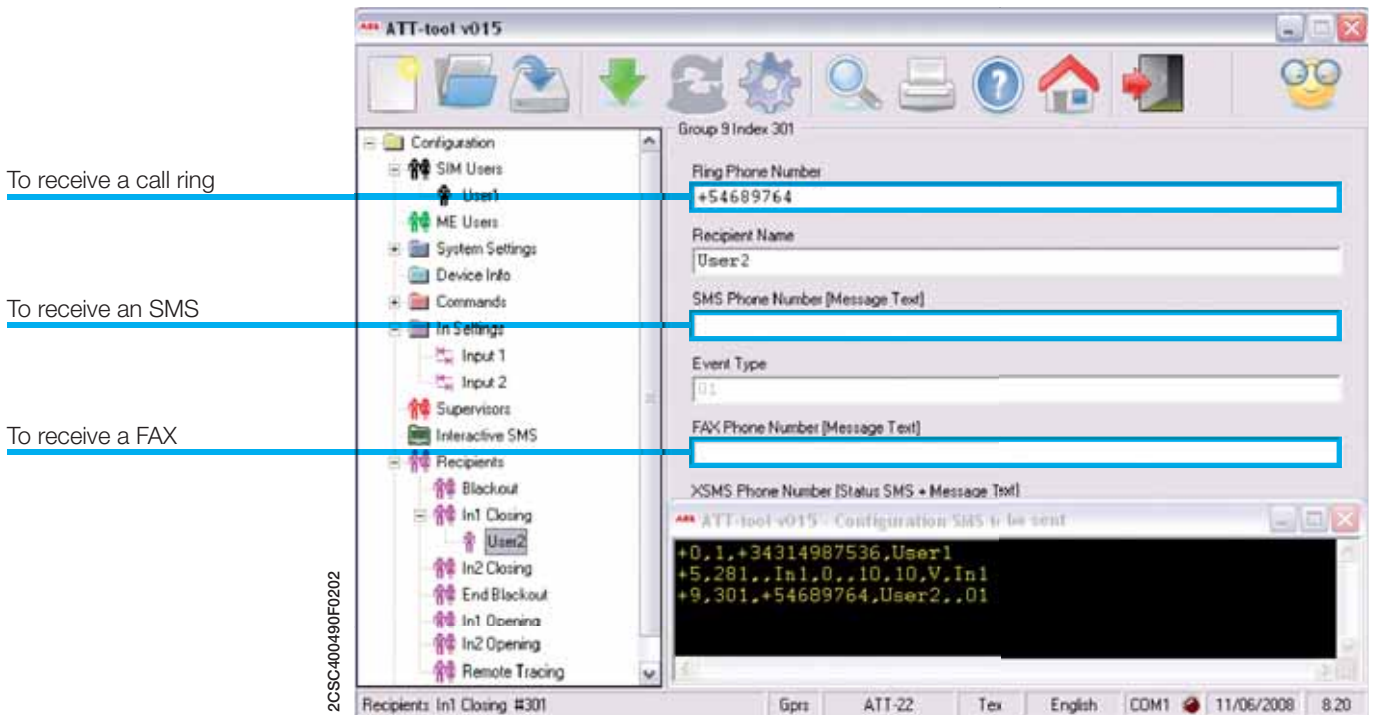 ABB ATT-tool v015
Group 9 Index 301
Configuration
SIM Users
User1
ME Users
System Settings
Device Info
Commands
In Settings
Input 1
Input 2
Supervisors
Interactive SMS
Recipients
Blackout
In1 Closing
User2
In2 Closing
End Blackout
In1 Opening
In2 Opening
Remote Tracing
To receive a call ring
Ring Phone Number
+54689764
Recipient Name
User2
To receive an SMS
SMS Phone Number [Message Text]
Event Type
01
To receive a FAX
FAX Phone Number [Message Text]
XSMS Phone Number [Status SMS + Message Text]
ABB ATT-tool v015 - Configuration SMS to be sent
+0,1,+34314987536,User1
+5,281,,In1,0,,10,10,V,In1
+9,301,+54689764,User2,,01
Recipients: In1 Closing #301
Gprs
ATT-22
Tex
English
COM1
11/06/2008
8.20
2CSC400490F0202